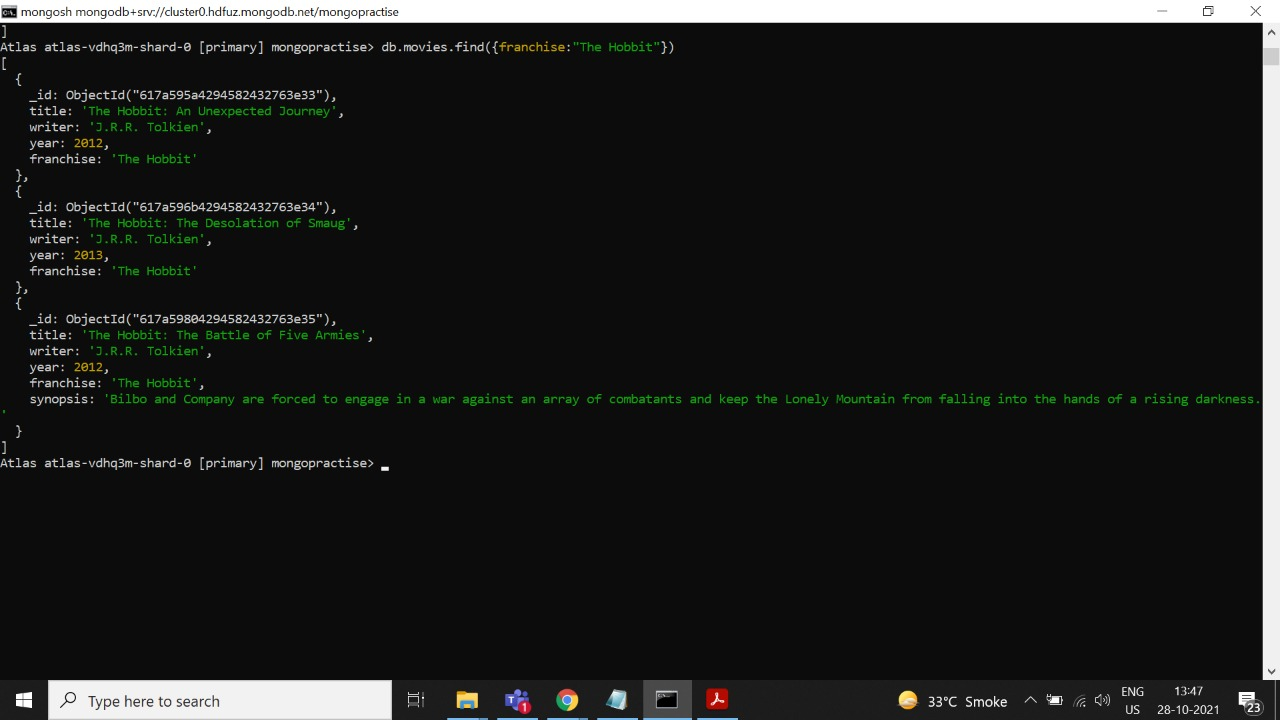 mongosh mongodb+srv://cluster0.hdfuz.mongodb.net/mongopractise
]
Atlas atlas-vdhq3m-shard-0 [primary] mongopractise> db.movies.find({franchise:"The Hobbit"})
[
  {
    _id: ObjectId("617a595a4294582432763e33"),
    title: 'The Hobbit: An Unexpected Journey',
    writer: 'J.R.R. Tolkien',
    year: 2012,
    franchise: 'The Hobbit'
  },
  {
    _id: ObjectId("617a596b4294582432763e34"),
    title: 'The Hobbit: The Desolation of Smaug',
    writer: 'J.R.R. Tolkien',
    year: 2013,
    franchise: 'The Hobbit'
  },
  {
    _id: ObjectId("617a59804294582432763e35"),
    title: 'The Hobbit: The Battle of Five Armies',
    writer: 'J.R.R. Tolkien',
    year: 2012,
    franchise: 'The Hobbit',
    synopsis: 'Bilbo and Company are forced to engage in a war against an array of combatants and keep the Lonely Mountain from falling into the hands of a rising darkness.
'
  }
]
Atlas atlas-vdhq3m-shard-0 [primary] mongopractise> _
Type here to search
1
33°C Smoke
ENG
US
13:47
28-10-2021
23